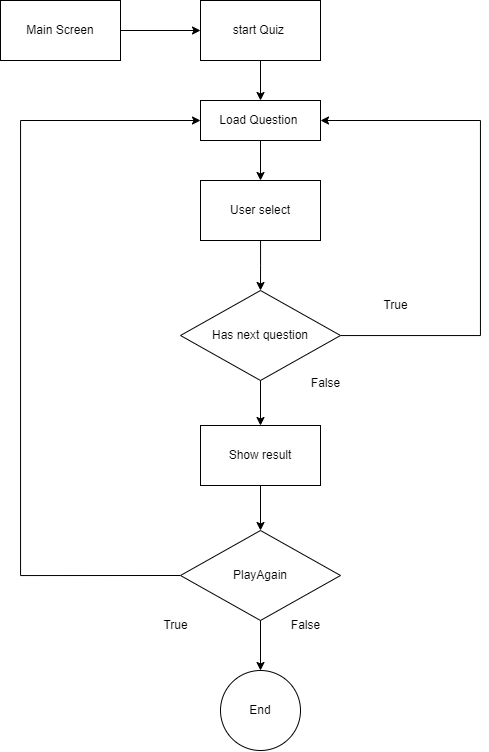 Main Screen
start Quiz
Load Question
User select
Has next question
True
False
Show result
PlayAgain
True
False
End